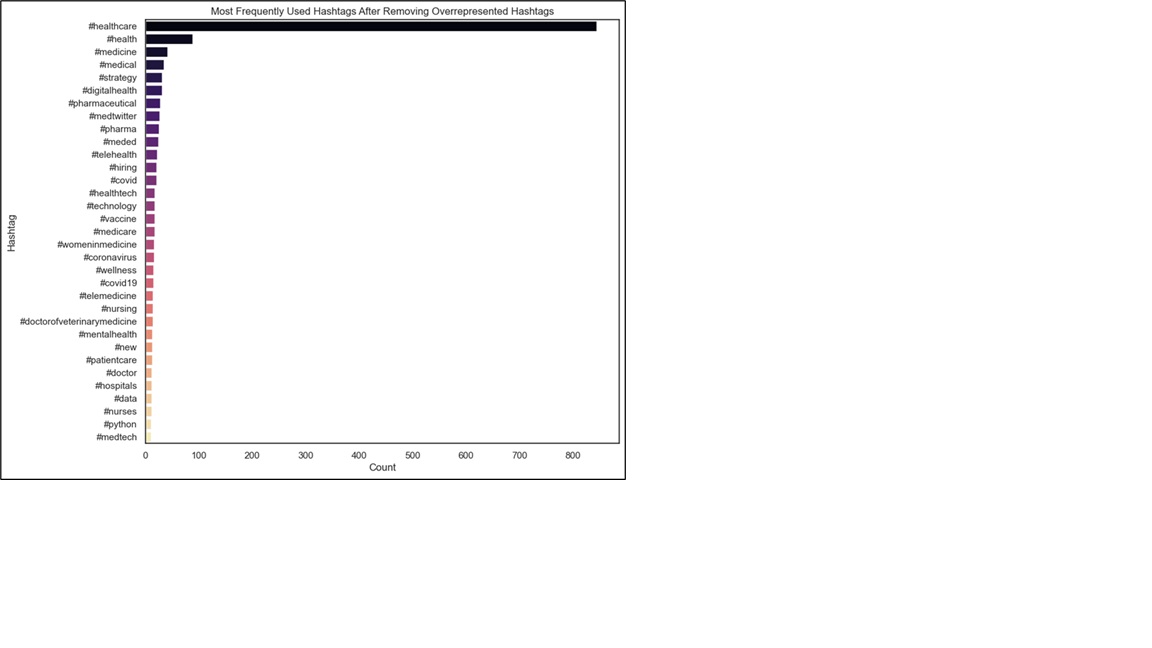 Most Frequently Used Hashtags After Removing Overrepresented Hashtags
#healthcare
#health
#medicine
#medical
#strategy
#digitalhealth
#pharmaceutical
#medtwitter
#pharma
#meded
#telehealth
#hiring
#covid
#healthtech
#technology
#vaccine
#medicare
#womeninmedicine
#coronavirus
#wellness
#covid19
#telemedicine
#nursing
#doctorofveterinarymedicine
#mentalhealth
#new
#patientcare
#doctor
#hospitals
#data
#nurses
#python
#medtech
Hashtag
0 100 200 300 400 500 600 700 800
Count